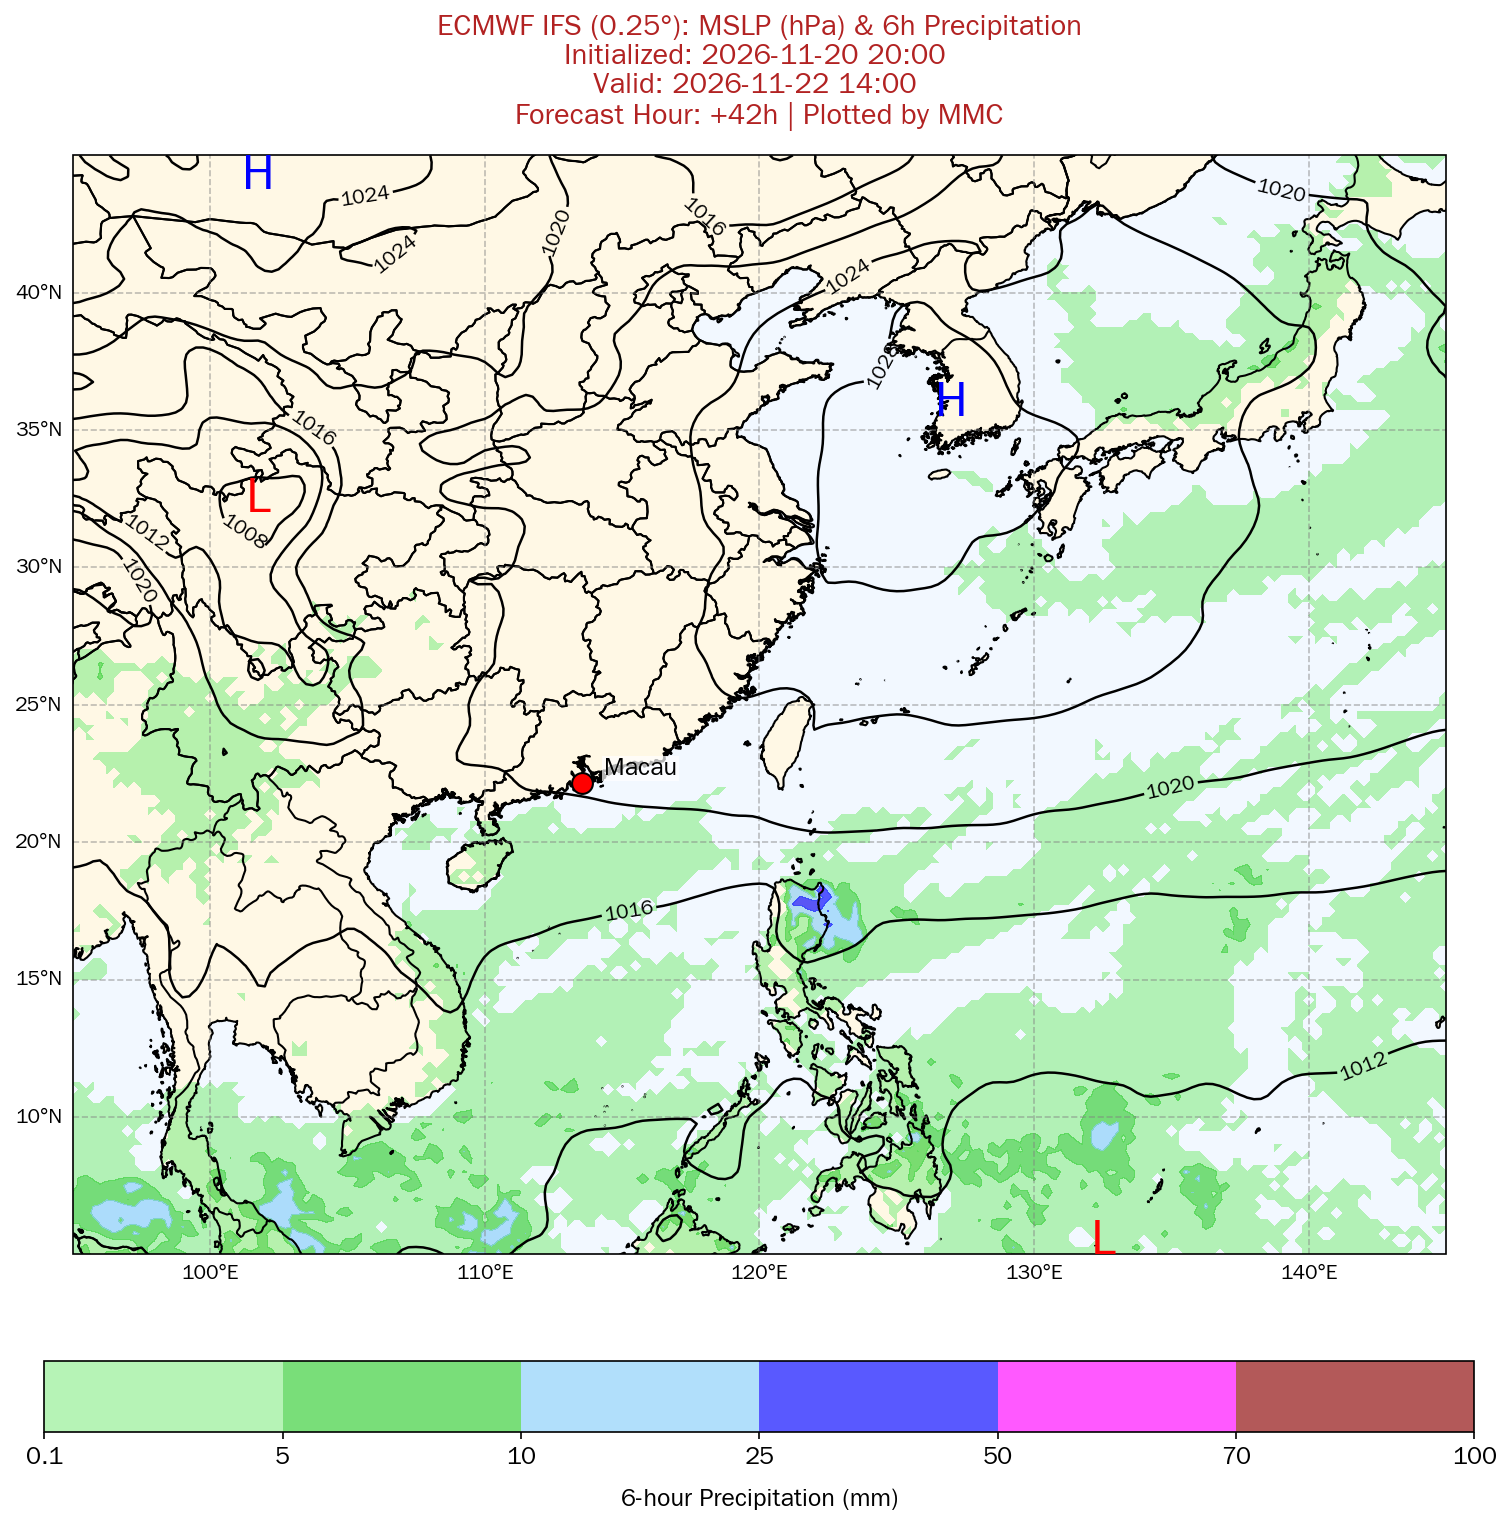 ECMWF IFS (0.25°): MSLP (hPa) & 6h Precipitation
Initialized: 2026-11-20 20:00
Valid: 2026-11-22 14:00
Forecast Hour: +42h | Plotted by MMC
H
1024
1020
1016
1020
1024
1024
40°N
1028
H
35°N
1016
L
1008
1012
30°N
1020
25°N
Macau
1020
20°N
1016
15°N
1012
10°N
L
100°E 110°E 120°E 130°E 140°E
0.1 5 10 25 50 70 100
6-hour Precipitation (mm)